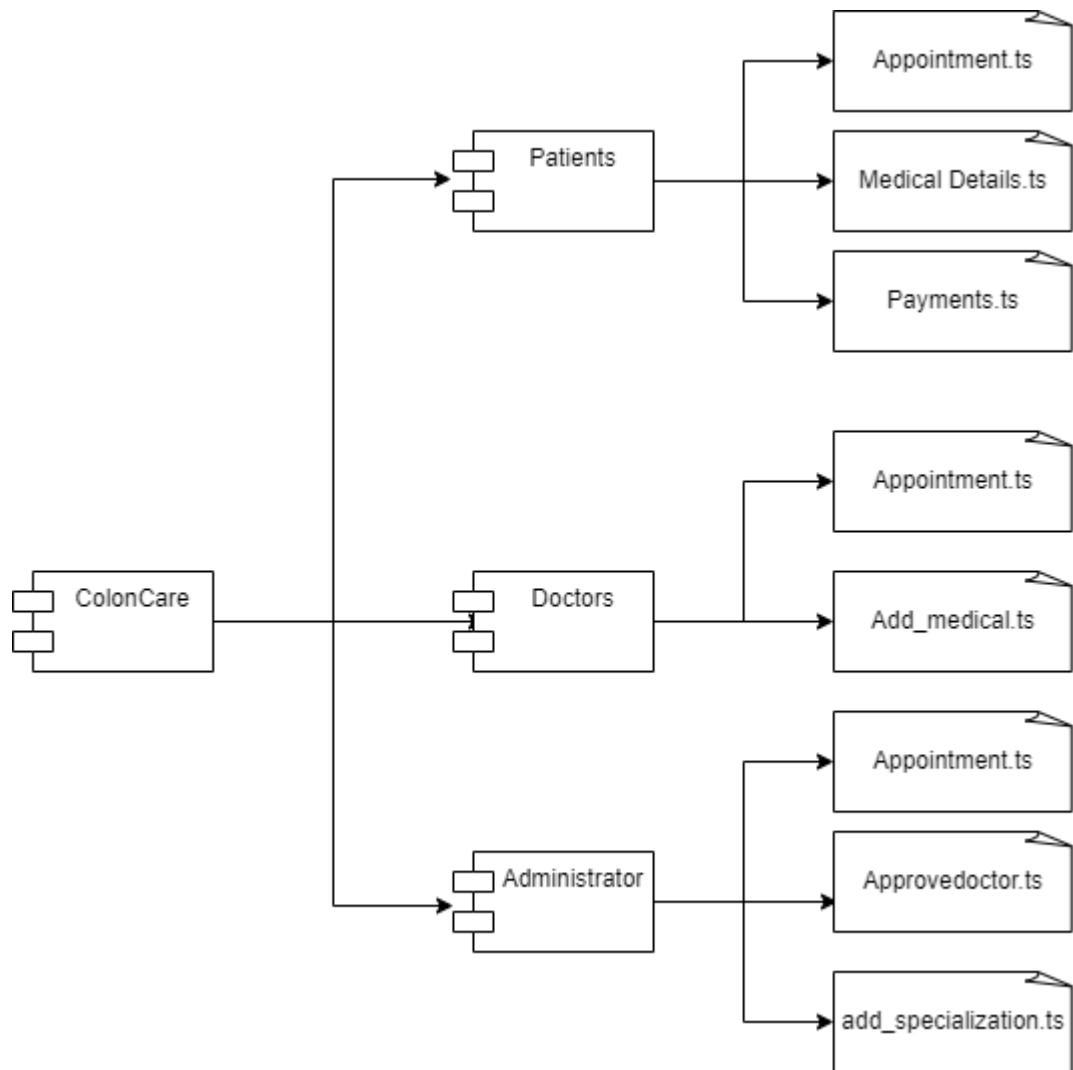 Appointment.ts
Patients
Medical Details.ts
Payments.ts
Appointment.ts
ColonCare
Doctors
Add_medical.ts
Appointment.ts
Administrator
Approvedoctor.ts
add_specialization.ts